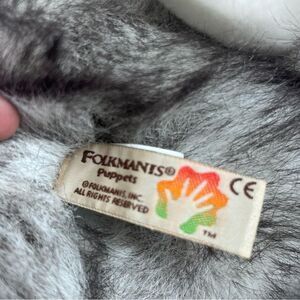 FOLKMANIS®
Puppets
©FOLKMANIS, INC.
ALL RIGHTS RESERVED
CE
TM